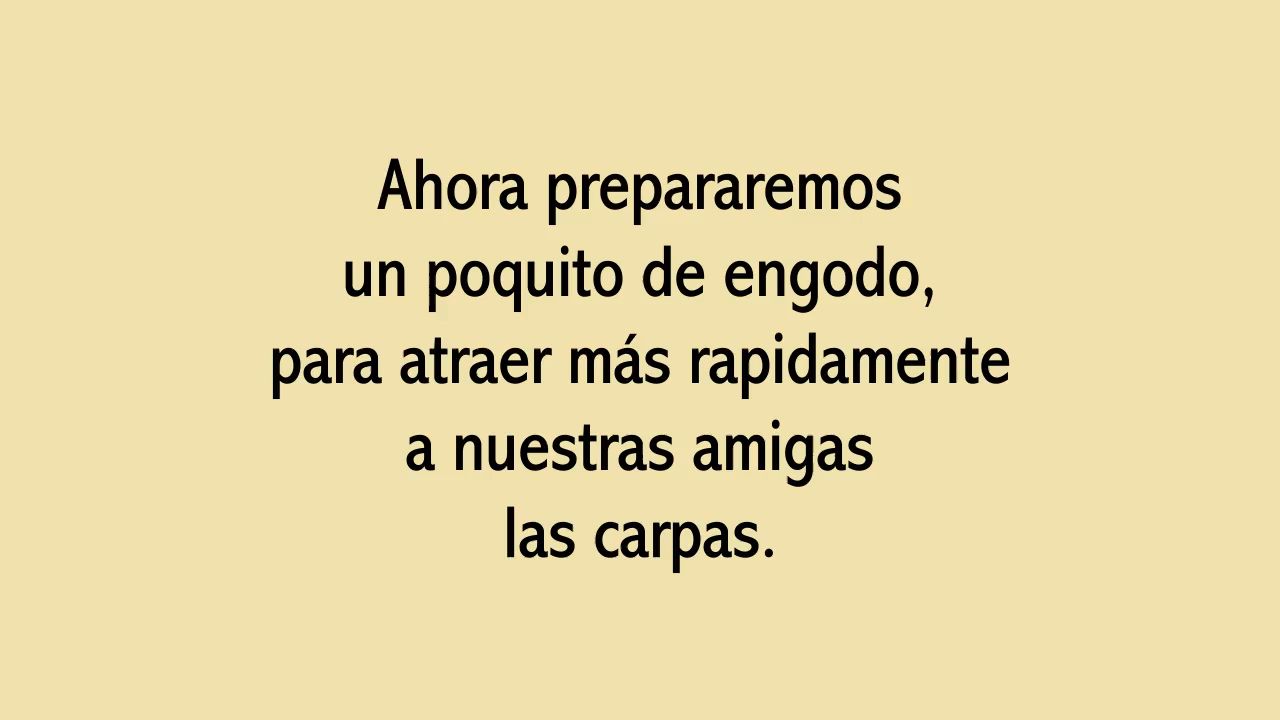 Ahora prepararemos
un poquito de engodo,
para atraer más rapidamente
a nuestras amigas
las carpas.